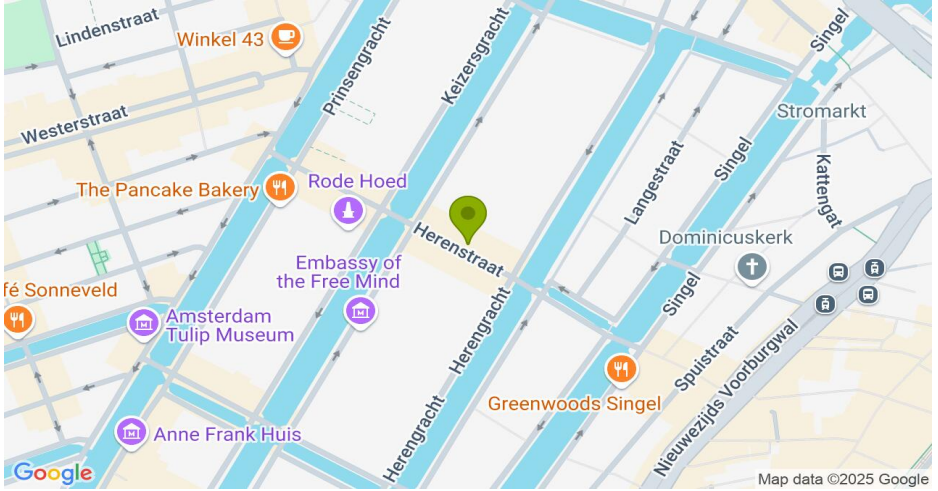 Lindenstraat
Winkel 43
Prinsengracht
Keizersgracht
Singel
Westerstraat
Stromarkt
The Pancake Bakery
Rode Hoed
Langestraat
Singel
Kattengat
Herenstraat
Dominicuskerk
Embassy of
the Free Mind
fé Sonneveld
Amsterdam
Tulip Museum
Herengracht
Singel
Spuistraat
Nieuwezijds Voorburgwal
Greenwoods Singel
Anne Frank Huis
Herengracht
Google
Map data ©2025 Google